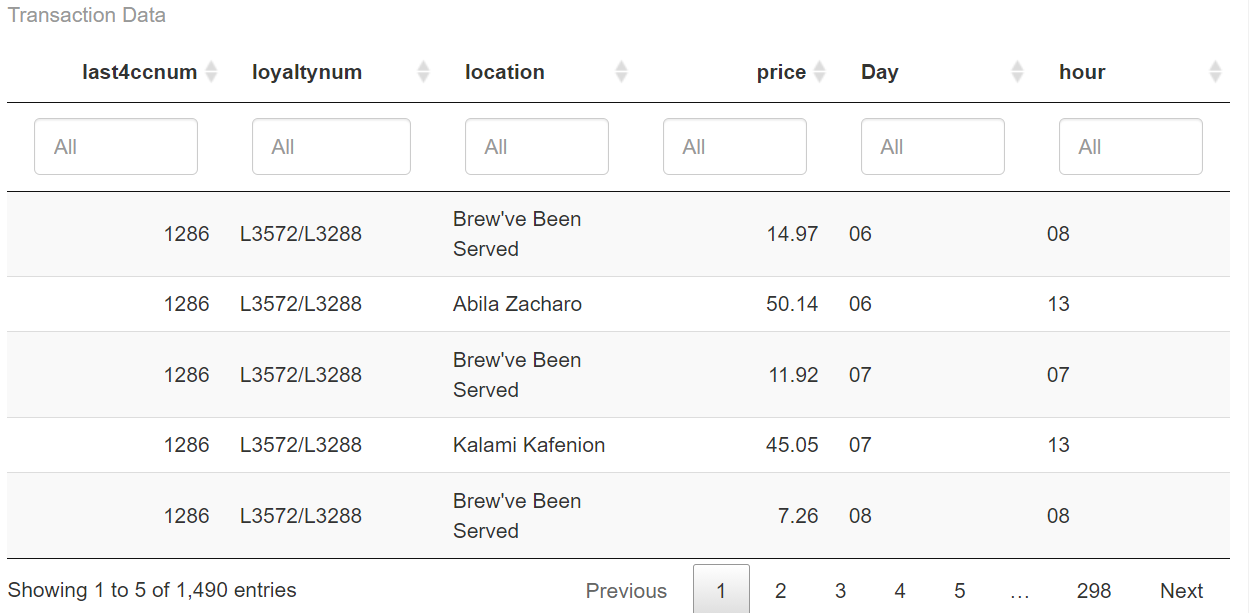 Transaction Data
last4ccnum loyaltynum location price Day hour
All All All All All All
1286 L3572/L3288 Brew've Been Served 14.97 06 08
1286 L3572/L3288 Abila Zacharo 50.14 06 13
1286 L3572/L3288 Brew've Been Served 11.92 07 07
1286 L3572/L3288 Kalami Kafenion 45.05 07 13
1286 L3572/L3288 Brew've Been Served 7.26 08 08
Showing 1 to 5 of 1,490 entries Previous 1 2 3 4 5 … 298 Next